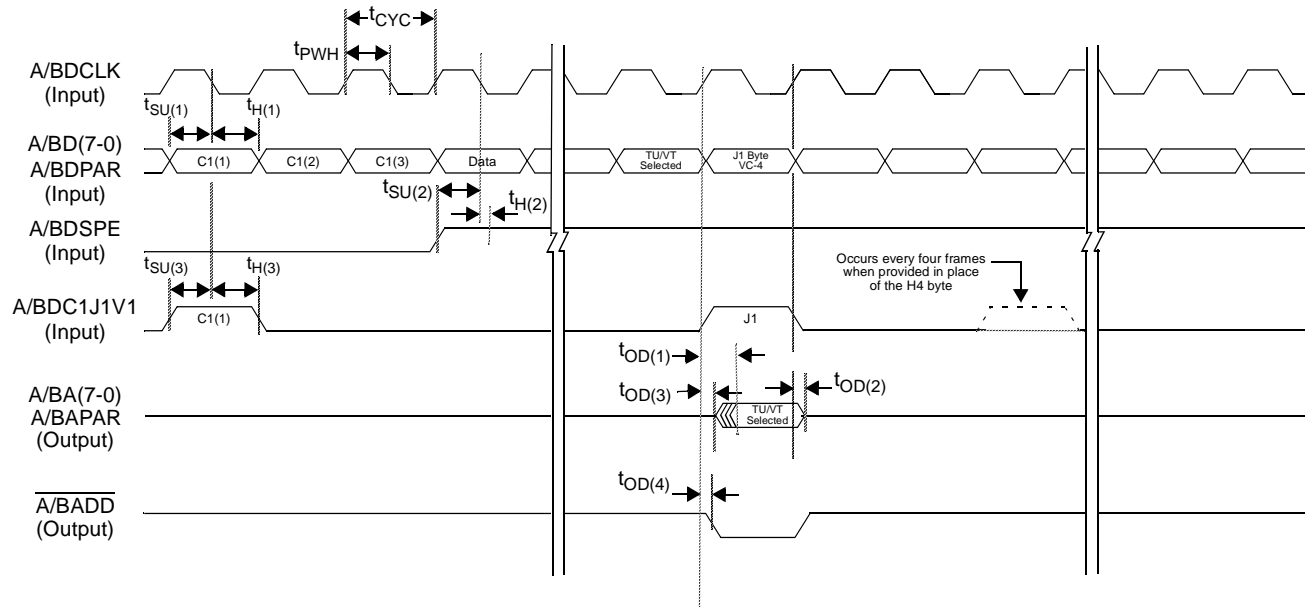 tCYC
tPWH
A/BDCLK
(Input)
tSU(1)
tH(1)
A/BD(7-0)
A/BDPAR
(Input)
C1(1)
C1(2)
C1(3)
Data
TU/VT
Selected
J1 Byte
VC-4
tSU(2)
tH(2)
A/BDSPE
(Input)
tSU(3)
tH(3)
Occurs every four frames
when provided in place
of the H4 byte
A/BDC1J1V1
(Input)
C1(1)
J1
tOD(1)
tOD(3)
tOD(2)
A/BA(7-0)
A/BAPAR
(Output)
TU/VT
Selected
tOD(4)
A/BADD
(Output)